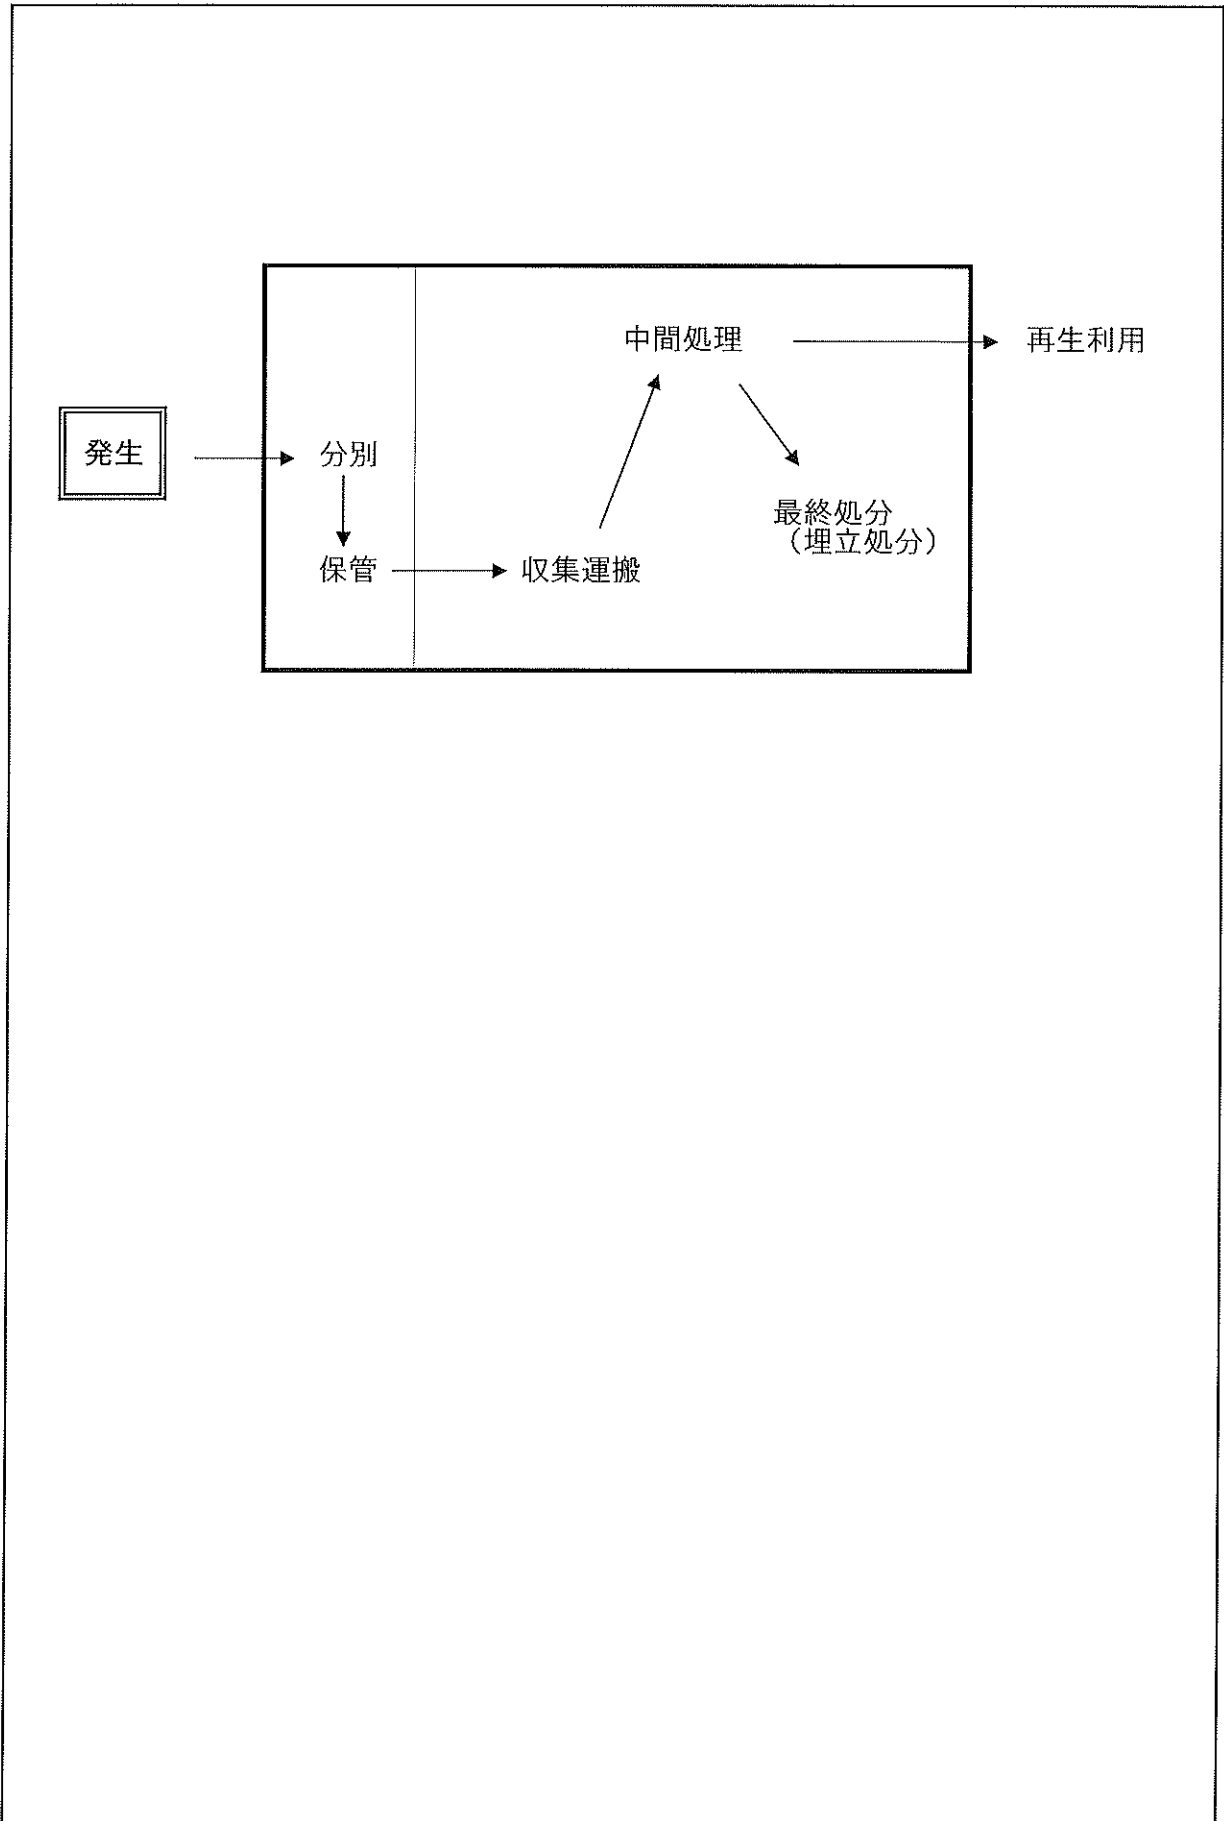 中間処理
再生利用
発生
分別
最終処分
（埋立処分）
保管
収集運搬